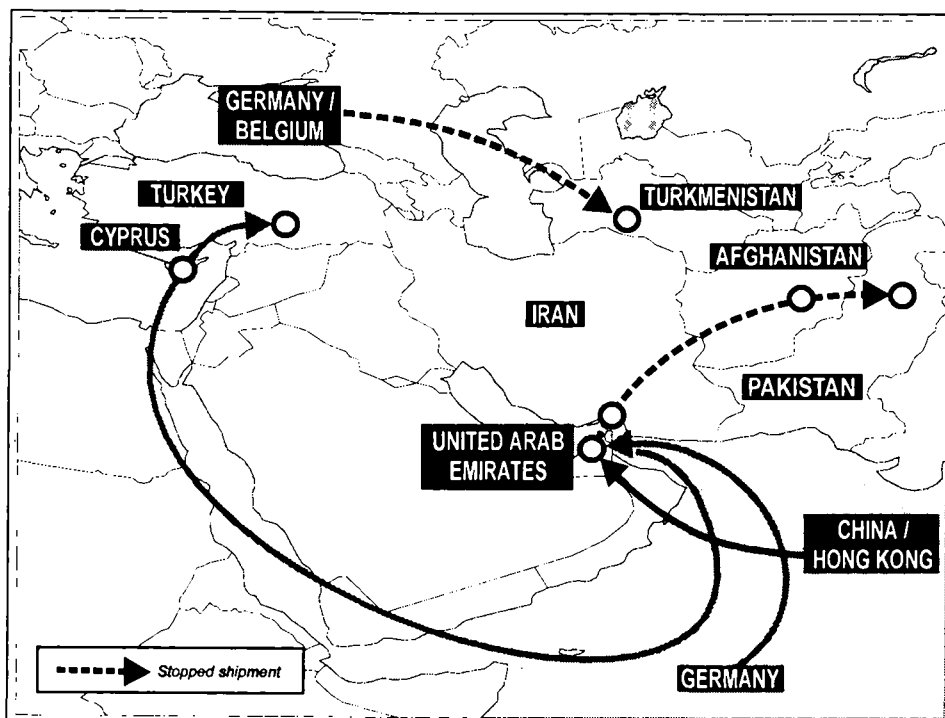 GERMANY /
BELGIUM
TURKEY
TURKMENISTAN
CYPRUS
AFGHANISTAN
IRAN
PAKISTAN
UNITED ARAB
EMIRATES
CHINA /
HONG KONG
Stopped shipment
GERMANY